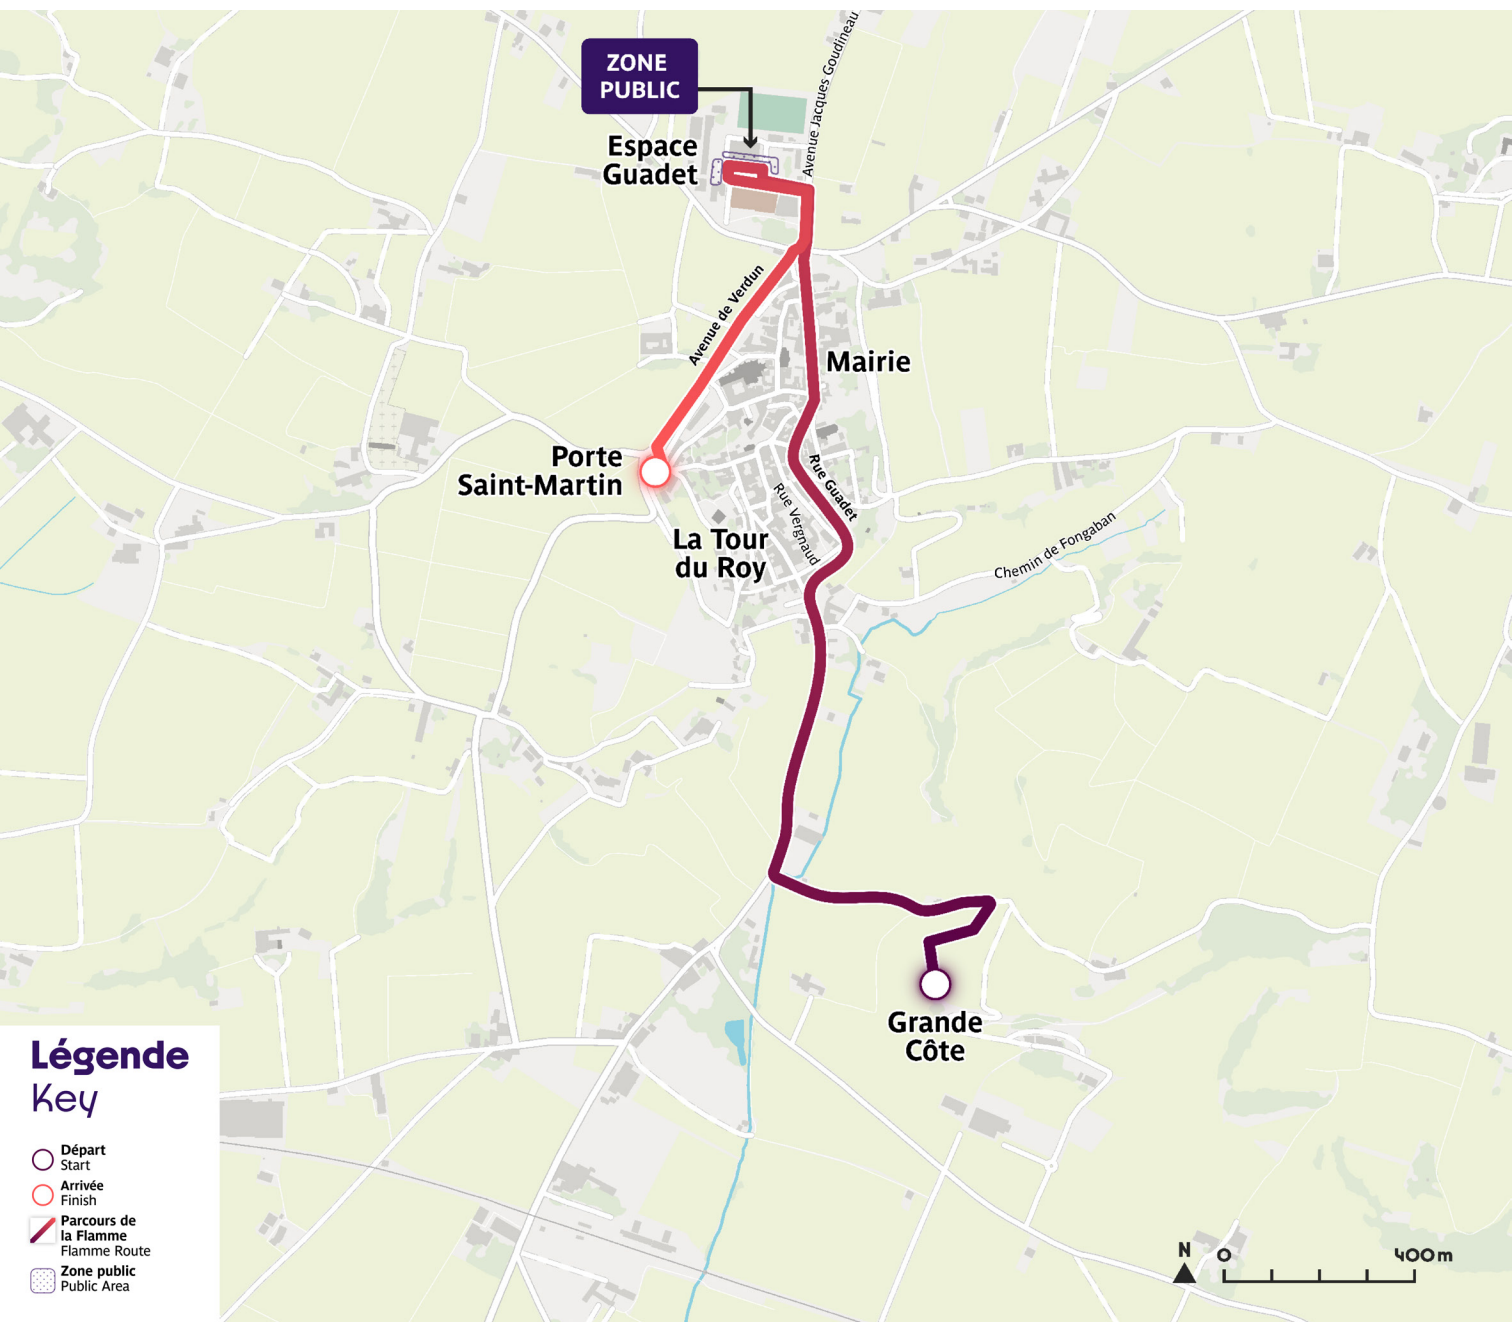 ZONE
PUBLIC
Avenue Jacques Goudineau
Espace
Guadet
Avenue de Verdun
Mairie
Porte
Saint-Martin
Rue Guadet
Rue Vergnaud
La Tour
du Roy
Chemin de Fongaban
Grande
Côte
Légende
Key
Départ
Start
Arrivée
Finish
Parcours de
la Flamme
Flamme Route
Zone public
Public Area
N 0 400m